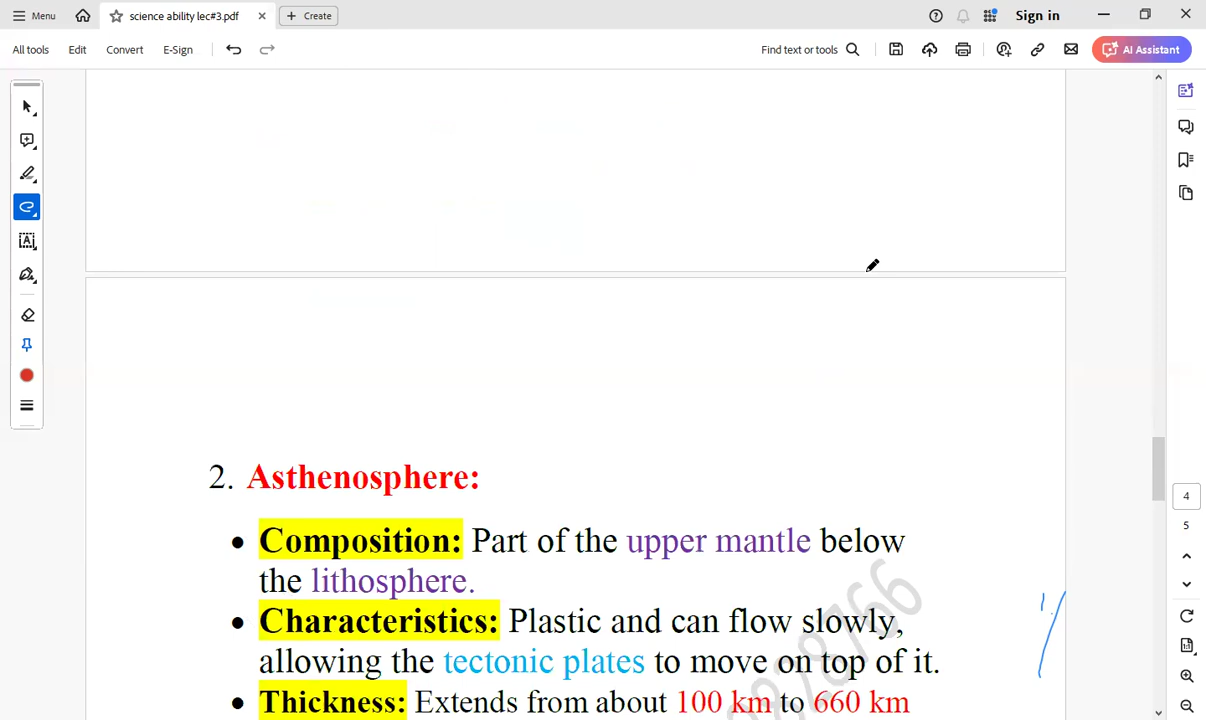 Menu
science ability lec#3.pdf
Create
Sign in
All tools
Edit
Convert
E-Sign
Find text or tools
AI Assistant
2. Asthenosphere:
• Composition: Part of the upper mantle below
the lithosphere.
• Characteristics: Plastic and can flow slowly,
allowing the tectonic plates to move on top of it.
• Thickness: Extends from about 100 km to 660 km
4
5